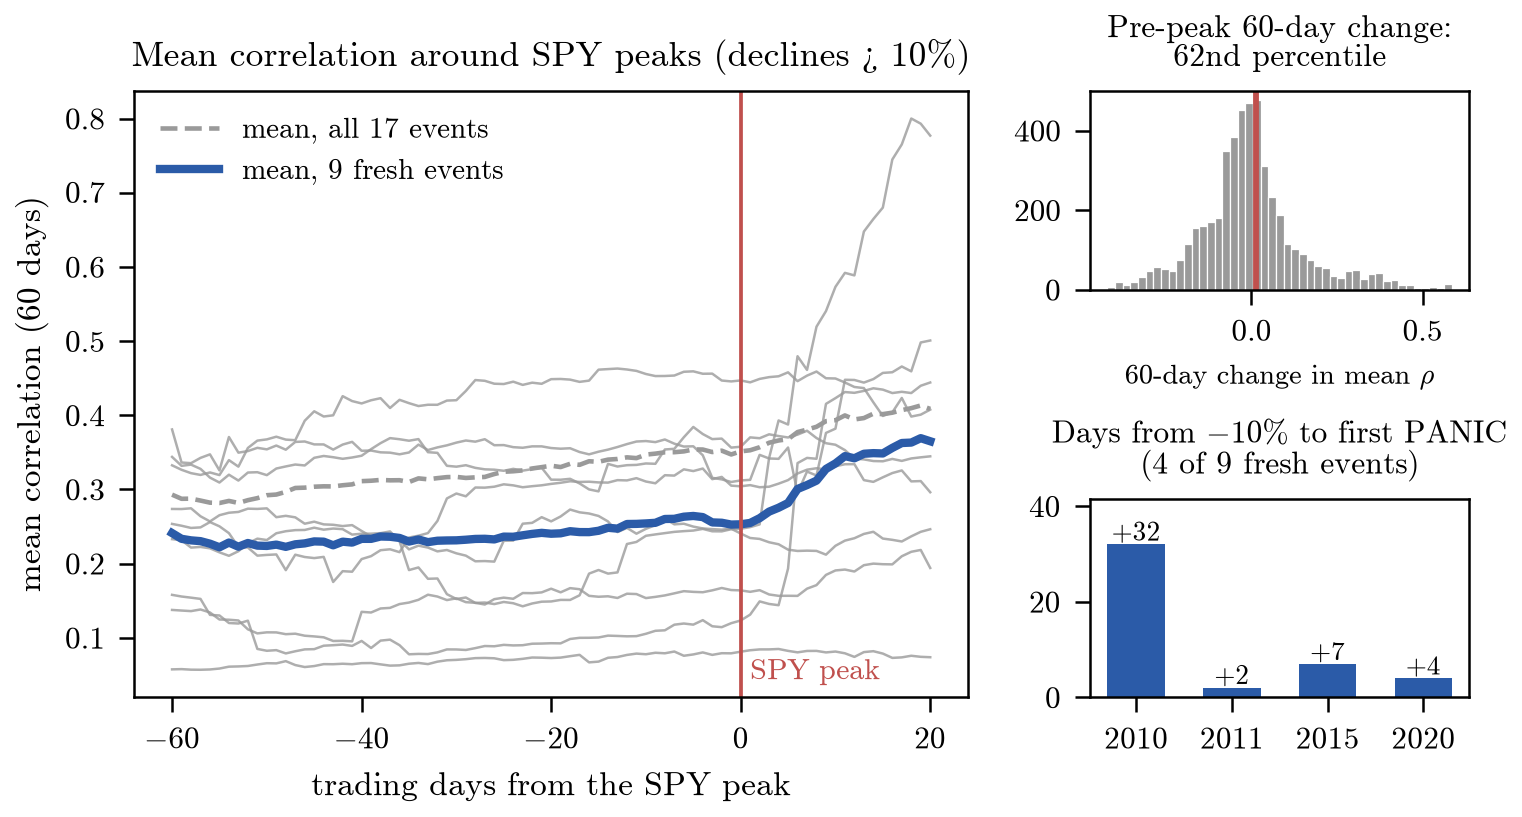 Mean correlation around SPY peaks (declines ¿ 10%)
mean, all 17 events
mean, 9 fresh events
mean correlation (60 days)
0.8
0.7
0.6
0.5
0.4
0.3
0.2
0.1
SPY peak
−60
−40
−20
0
20
trading days from the SPY peak
Pre-peak 60-day change:
62nd percentile
400
200
0
0.0
0.5
60-day change in mean ρ
Days from −10% to first PANIC
(4 of 9 fresh events)
40
20
0
+32
+2
+7
+4
2010
2011
2015
2020